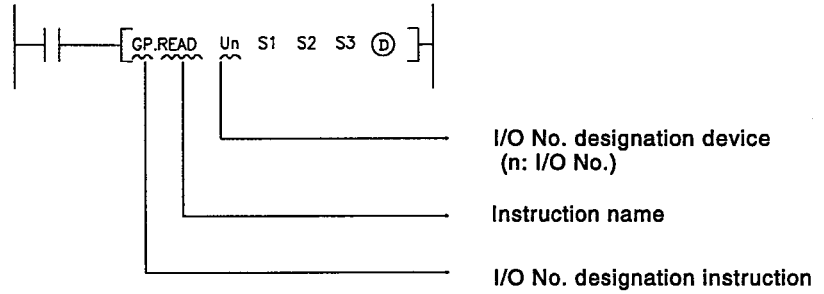 GP.READ Un S1 S2 S3 Ⓓ
I/O No. designation device
(n: I/O No.)
Instruction name
I/O No. designation instruction